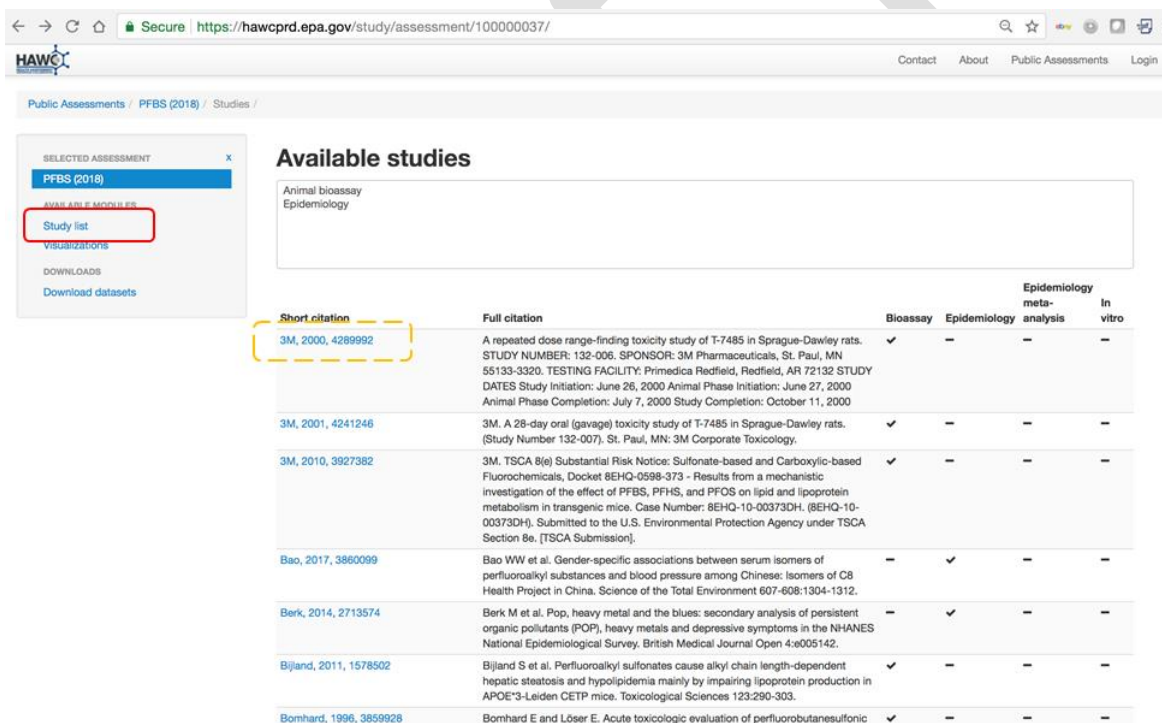 Secure https://hawcprd.epa.gov/study/assessment/100000037/
HAWC
Contact About Public Assessments Login
Public Assessments / PFBS (2018) / Studies /
SELECTED ASSESSMENT x
PFBS (2018)
AVAILABLE MODULES
Study list
Visualizations
DOWNLOADS
Download datasets
Available studies
Animal bioassay
Epidemiology
Short citation Full citation Bioassay Epidemiology Epidemiology meta-analysis In vitro
3M, 2000, 4289992
A repeated dose range-finding toxicity study of T-7485 in Sprague-Dawley rats.
STUDY NUMBER: 132-006. SPONSOR: 3M Pharmaceuticals, St. Paul, MN
55133-3320. TESTING FACILITY: Primedica Redfield, Redfield, AR 72132 STUDY
DATES Study Initiation: June 26, 2000 Animal Phase Initiation: June 27, 2000
Animal Phase Completion: July 7, 2000 Study Completion: October 11, 2000
3M, 2001, 4241246
3M. A 28-day oral (gavage) toxicity study of T-7485 in Sprague-Dawley rats.
(Study Number 132-007). St. Paul, MN: 3M Corporate Toxicology.
3M, 2010, 3927382
3M. TSCA 8(e) Substantial Risk Notice: Sulfonate-based and Carboxylic-based
Fluorochemicals, Docket 8EHQ-0598-373 - Results from a mechanistic
investigation of the effect of PFBS, PFHS, and PFOS on lipid and lipoprotein
metabolism in transgenic mice. Case Number: 8EHQ-10-00373DH. (8EHQ-10-
00373DH). Submitted to the U.S. Environmental Protection Agency under TSCA
Section 8e. [TSCA Submission].
Bao, 2017, 3860099
Bao WW et al. Gender-specific associations between serum isomers of
perfluoroalkyl substances and blood pressure among Chinese: Isomers of C8
Health Project in China. Science of the Total Environment 607-608:1304-1312.
Berk, 2014, 2713574
Berk M et al. Pop, heavy metal and the blues: secondary analysis of persistent
organic pollutants (POP), heavy metals and depressive symptoms in the NHANES
National Epidemiological Survey. British Medical Journal Open 4:e005142.
Bijland, 2011, 1578502
Bijland S et al. Perfluoroalkyl sulfonates cause alkyl chain length-dependent
hepatic steatosis and hypolipidemia mainly by impairing lipoprotein production in
APOE*3-Leiden CETP mice. Toxicological Sciences 123:290-303.
Bomhard, 1996, 3859928
Bomhard E and Löser E. Acute toxicologic evaluation of perfluorobutanesulfonic